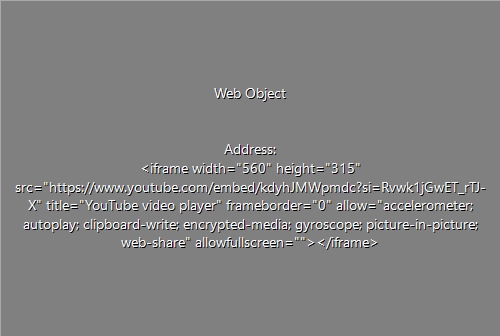 Web Object
Address:
<iframe width="560" height="315"
src="https://www.youtube.com/embed/kdyhJMWpmdc?si=Rvwk1jGwET_rTJ-
X" title="YouTube video player" frameborder="0" allow="accelerometer;
autoplay; clipboard-write; encrypted-media; gyroscope; picture-in-picture;
web-share" allowfullscreen=""></iframe>